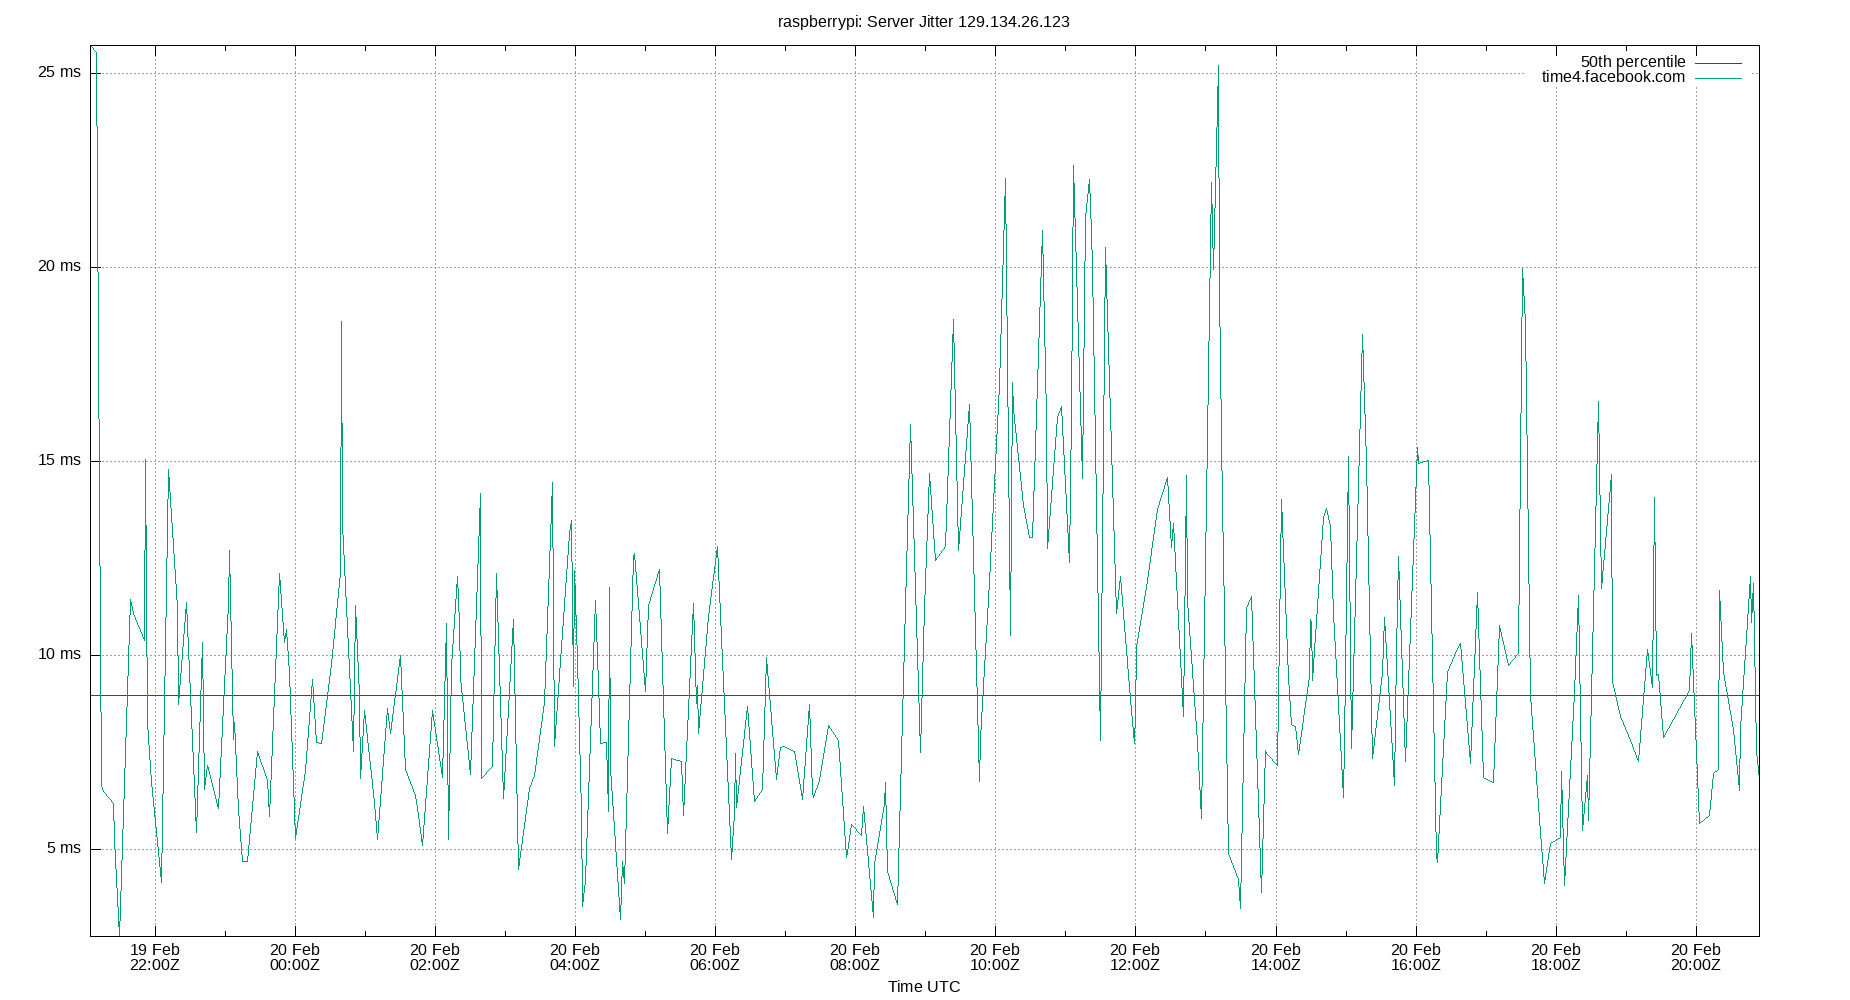 raspberrypi: Server Jitter 129.134.26.123
50th percentile
time4.facebook.com
25 ms
20 ms
15 ms
10 ms
5 ms
19 Feb 20 Feb 20 Feb 20 Feb 20 Feb 20 Feb 20 Feb 20 Feb 20 Feb 20 Feb 20 Feb 20 Feb
22:00Z 00:00Z 02:00Z 04:00Z 06:00Z 08:00Z 10:00Z 12:00Z 14:00Z 16:00Z 18:00Z 20:00Z
Time UTC